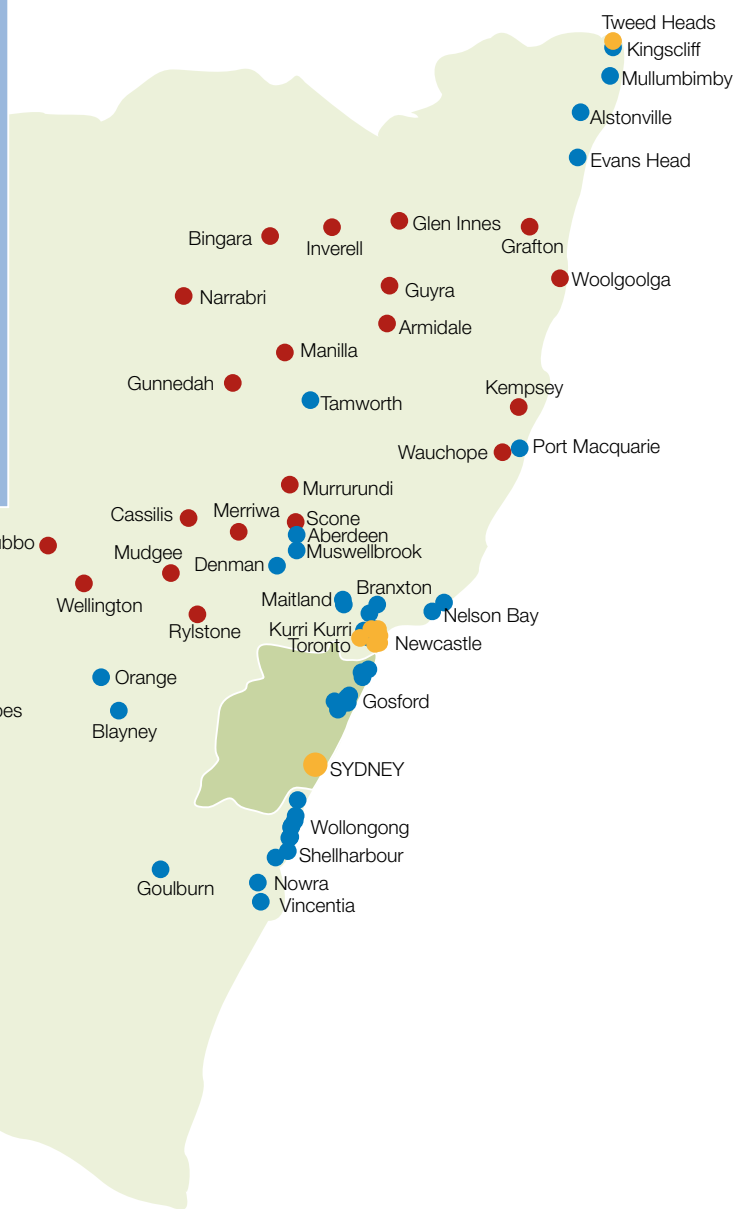 Tweed Heads
Kingscliff
Mullumbimby
Alstonville
Evans Head
Glen Innes
Bingara
Inverell
Grafton
Woolgoolga
Guyra
Narrabri
Armidale
Manilla
Gunnedah
Kempsey
Tamworth
Port Macquarie
Wauchope
Murrurundi
Cassilis
Merriwa
Scone
Aberdeen
bbo
Mudgee
Muswellbrook
Denman
Branxton
Maitland
Wellington
Nelson Bay
Rylstone
Kurri Kurri
Toronto
Newcastle
Orange
Gosford
es
Blayney
SYDNEY
Wollongong
Shellharbour
Goulburn
Nowra
Vincentia